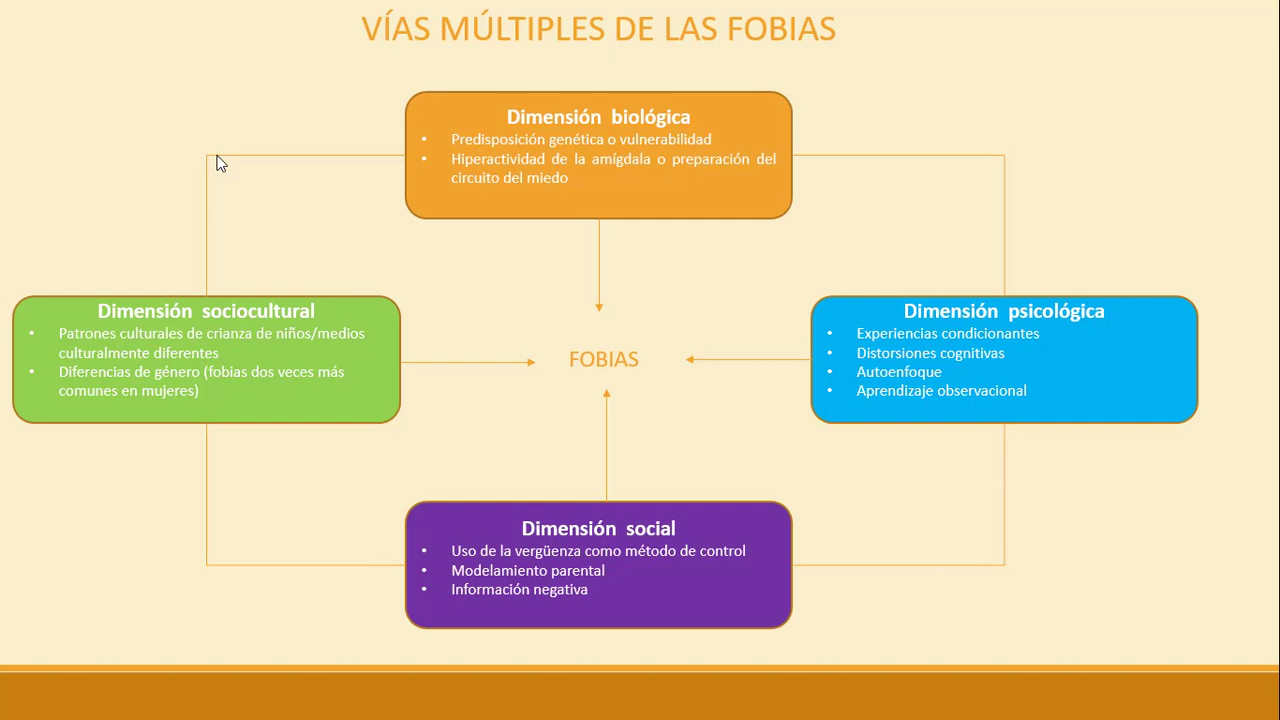 VÍAS MÚLTIPLES DE LAS FOBIAS
Dimensión biológica
• Predisposición genética o vulnerabilidad
• Hiperactividad de la amígdala o preparación del
circuito del miedo
Dimensión sociocultural
• Patrones culturales de crianza de niños/medios
culturalmente diferentes
• Diferencias de género (fobias dos veces más
comunes en mujeres)
FOBIAS
Dimensión psicológica
• Experiencias condicionantes
• Distorsiones cognitivas
• Autoenfoque
• Aprendizaje observacional
Dimensión social
• Uso de la vergüenza como método de control
• Modelamiento parental
• Información negativa